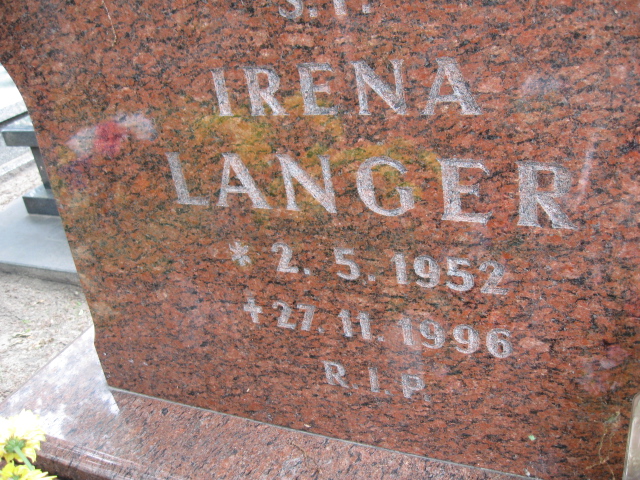 Ś.P.
IRENA
LANGER
* 2. 5. 1952
+ 27. 11. 1996
R.I.P.